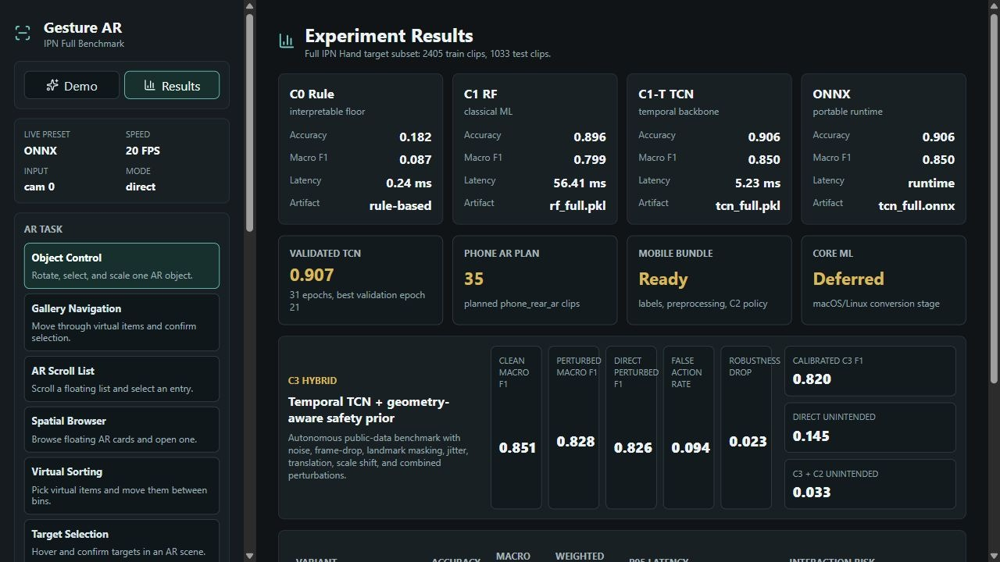 Gesture AR
IPN Full Benchmark
Demo
Results
LIVE PRESET
SPEED
ONNX
20 FPS
INPUT
MODE
cam 0
direct
AR TASK
Object Control
Rotate, select, and scale one AR object.
Gallery Navigation
Move through virtual items and confirm
selection.
AR Scroll List
Scroll a floating list and select an entry.
Spatial Browser
Browse floating AR cards and open one.
Virtual Sorting
Pick virtual items and move them between
bins.
Target Selection
Hover and confirm targets in an AR scene.
Experiment Results
Full IPN Hand target subset: 2405 train clips, 1033 test clips.
C0 Rule
interpretable floor
Accuracy 0.182
Macro F1 0.087
Latency 0.24 ms
Artifact rule-based
C1 RF
classical ML
Accuracy 0.896
Macro F1 0.799
Latency 56.41 ms
Artifact rf_full.pkl
C1-T TCN
temporal backbone
Accuracy 0.906
Macro F1 0.850
Latency 5.23 ms
Artifact tcn_full.pkl
ONNX
portable runtime
Accuracy 0.906
Macro F1 0.850
Latency runtime
Artifact tcn_full.onnx
VALIDATED TCN
0.907
31 epochs, best validation epoch
21
PHONE AR PLAN
35
planned phone_rear_ar clips
MOBILE BUNDLE
Ready
labels, preprocessing, C2 policy
CORE ML
Deferred
macOS/Linux conversion stage
C3 HYBRID
Temporal TCN + geometry-
aware safety prior
Autonomous public-data benchmark with
noise, frame-drop, landmark masking, jitter,
translation, scale shift, and combined
perturbations.
CLEAN
MACRO
F1
0.851
PERTURBED
MACRO F1
0.828
DIRECT
PERTURBED
F1
0.826
FALSE
ACTION
RATE
0.094
ROBUSTNESS
DROP
0.023
CALIBRATED C3 F1
0.820
DIRECT UNINTENDED
0.145
C3 + C2 UNINTENDED
0.033
VARIANT
ACCURACY
MACRO
WEIGHTED
P95 LATENCY
INTERACTION RISK